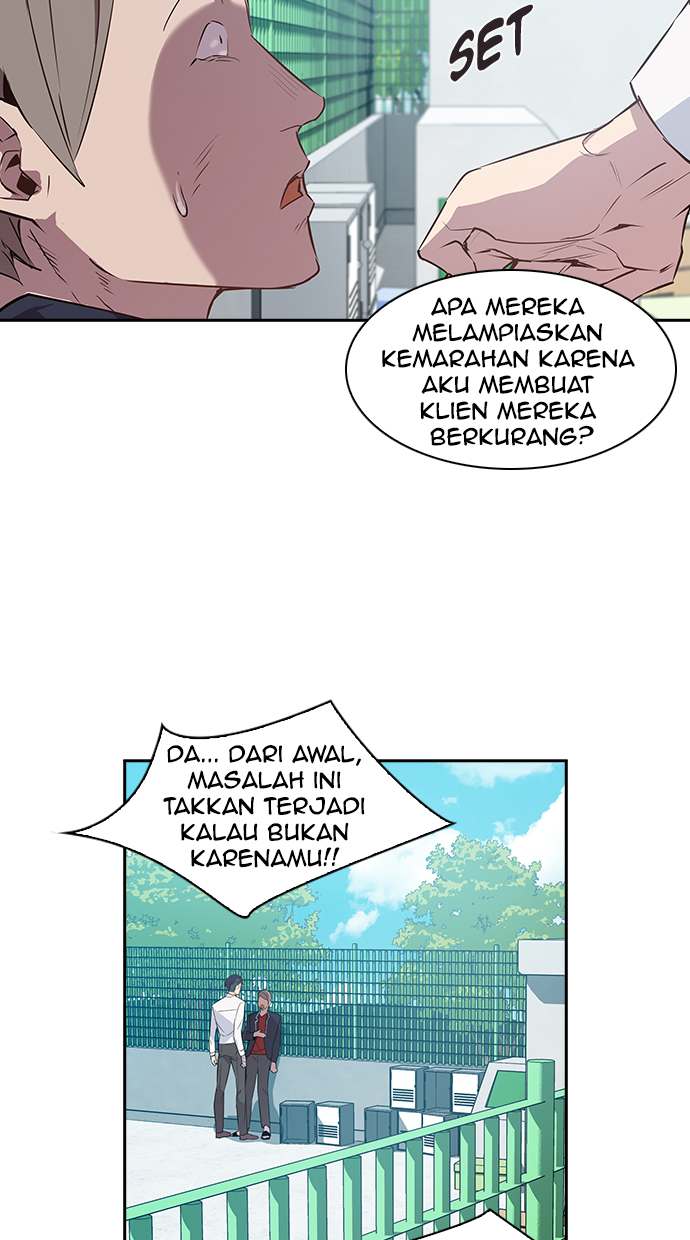 SET
APA MEREKA
MELAMPIASKAN
KEMARAHAN KARENA
AKU MEMBUAT
KLIEN MEREKA
BERKURANG?
DA... DARI AWAL,
MASALAH INI
TAKKAN TERJADI
KALAU BUKAN
KARENAMU!!